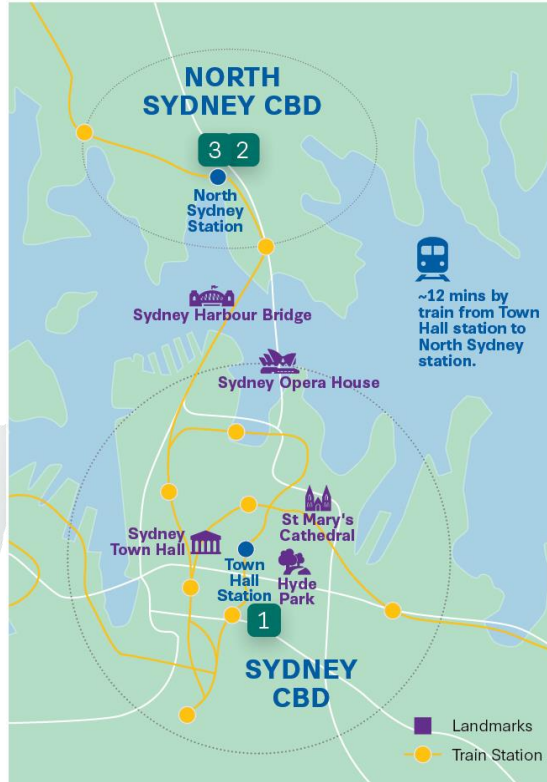 NORTH
SYDNEY CBD
3 2
North
Sydney
Station
~12 mins by
train from Town
Hall station to
North Sydney
station.
Sydney Harbour Bridge
Sydney Opera House
St Mary's
Cathedral
Sydney
Town Hall
Town
Hall
Station
Hyde
Park
1
SYDNEY
CBD
Landmarks
Train Station